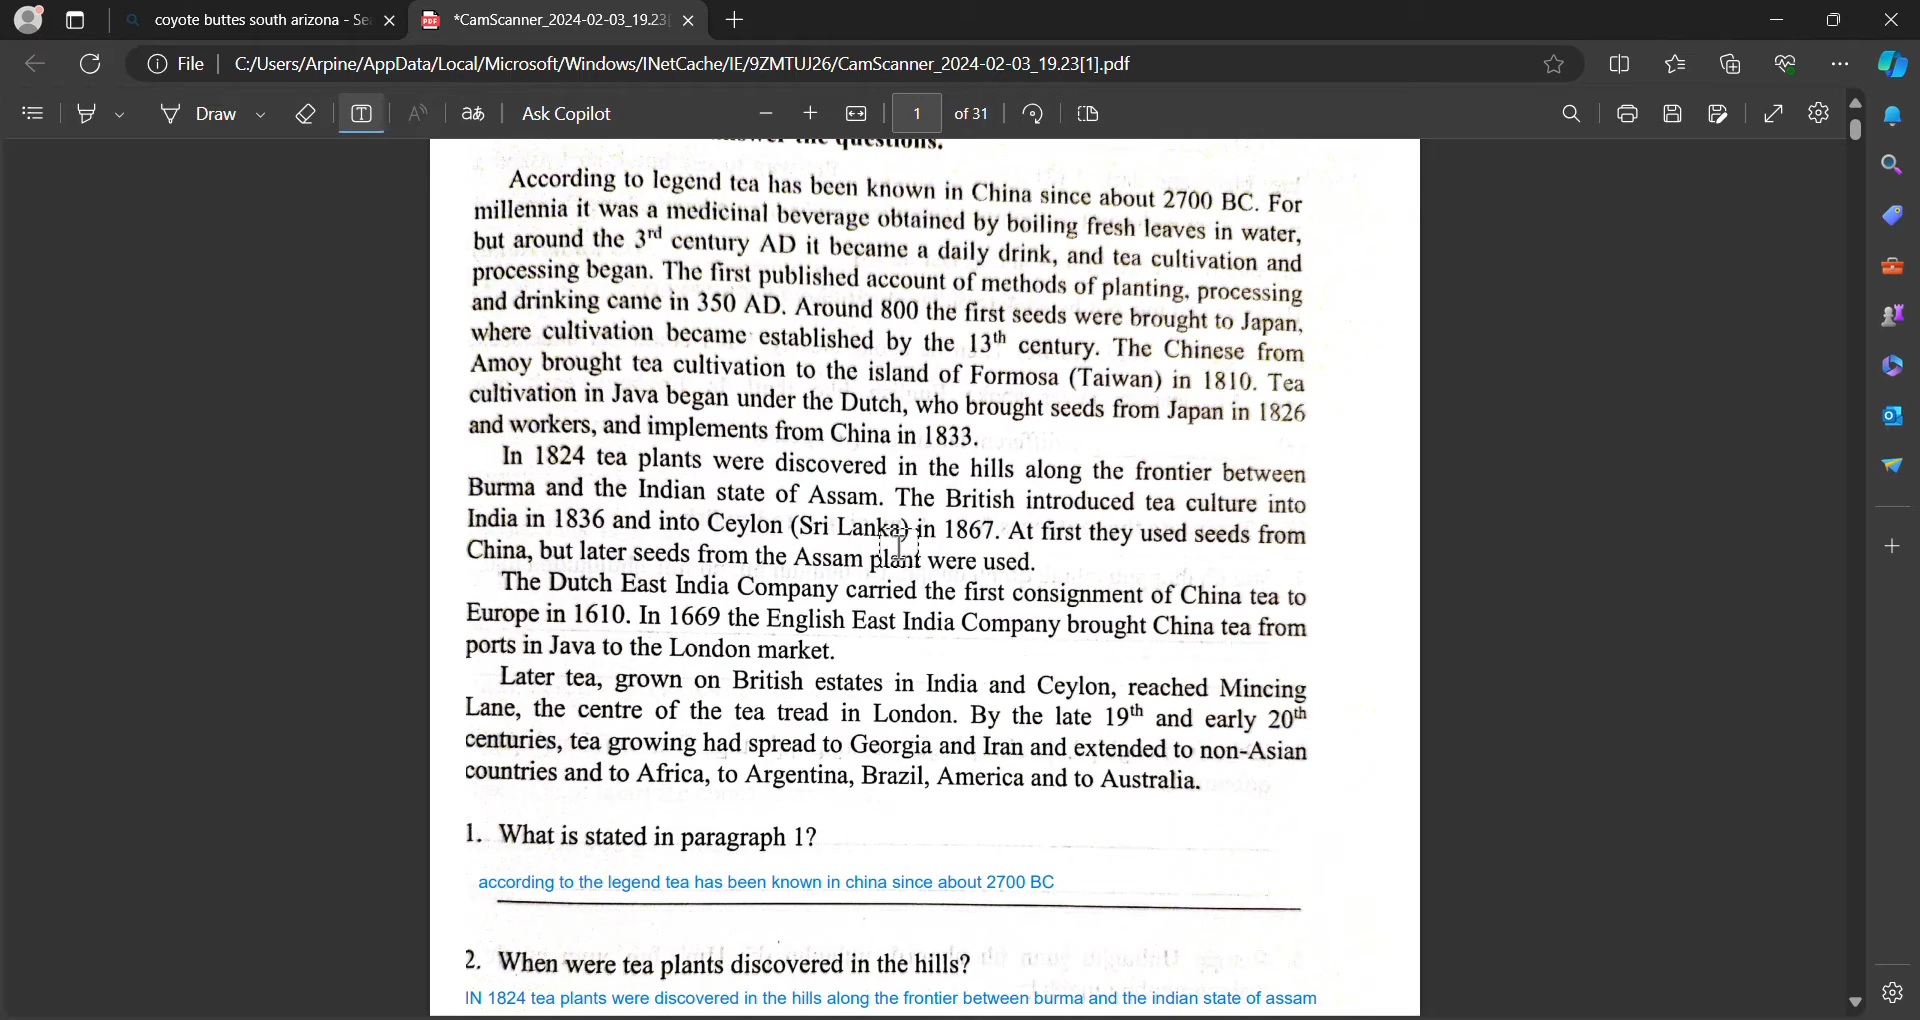 coyote buttes south arizona - Se
*CamScanner_2024-02-03_19.23[
File C:/Users/Arpine/AppData/Local/Microsoft/Windows/INetCache/IE/9ZMTUJ26/CamScanner_2024-02-03_19.23[1].pdf
Draw aあ Ask Copilot 1 of 31
the questions.
According to legend tea has been known in China since about 2700 BC. For
millennia it was a medicinal beverage obtained by boiling fresh leaves in water,
but around the 3rd century AD it became a daily drink, and tea cultivation and
processing began. The first published account of methods of planting, processing
and drinking came in 350 AD. Around 800 the first seeds were brought to Japan,
where cultivation became established by the 13th century. The Chinese from
Amoy brought tea cultivation to the island of Formosa (Taiwan) in 1810. Tea
cultivation in Java began under the Dutch, who brought seeds from Japan in 1826
and workers, and implements from China in 1833.
In 1824 tea plants were discovered in the hills along the frontier between
Burma and the Indian state of Assam. The British introduced tea culture into
India in 1836 and into Ceylon (Sri Lanka) in 1867. At first they used seeds from
China, but later seeds from the Assam plant were used.
The Dutch East India Company carried the first consignment of China tea to
Europe in 1610. In 1669 the English East India Company brought China tea from
ports in Java to the London market.
Later tea, grown on British estates in India and Ceylon, reached Mincing
Lane, the centre of the tea tread in London. By the late 19th and early 20th
centuries, tea growing had spread to Georgia and Iran and extended to non-Asian
countries and to Africa, to Argentina, Brazil, America and to Australia.
1. What is stated in paragraph 1?
according to the legend tea has been known in china since about 2700 BC
2. When were tea plants discovered in the hills?
IN 1824 tea plants were discovered in the hills along the frontier between burma and the indian state of assam